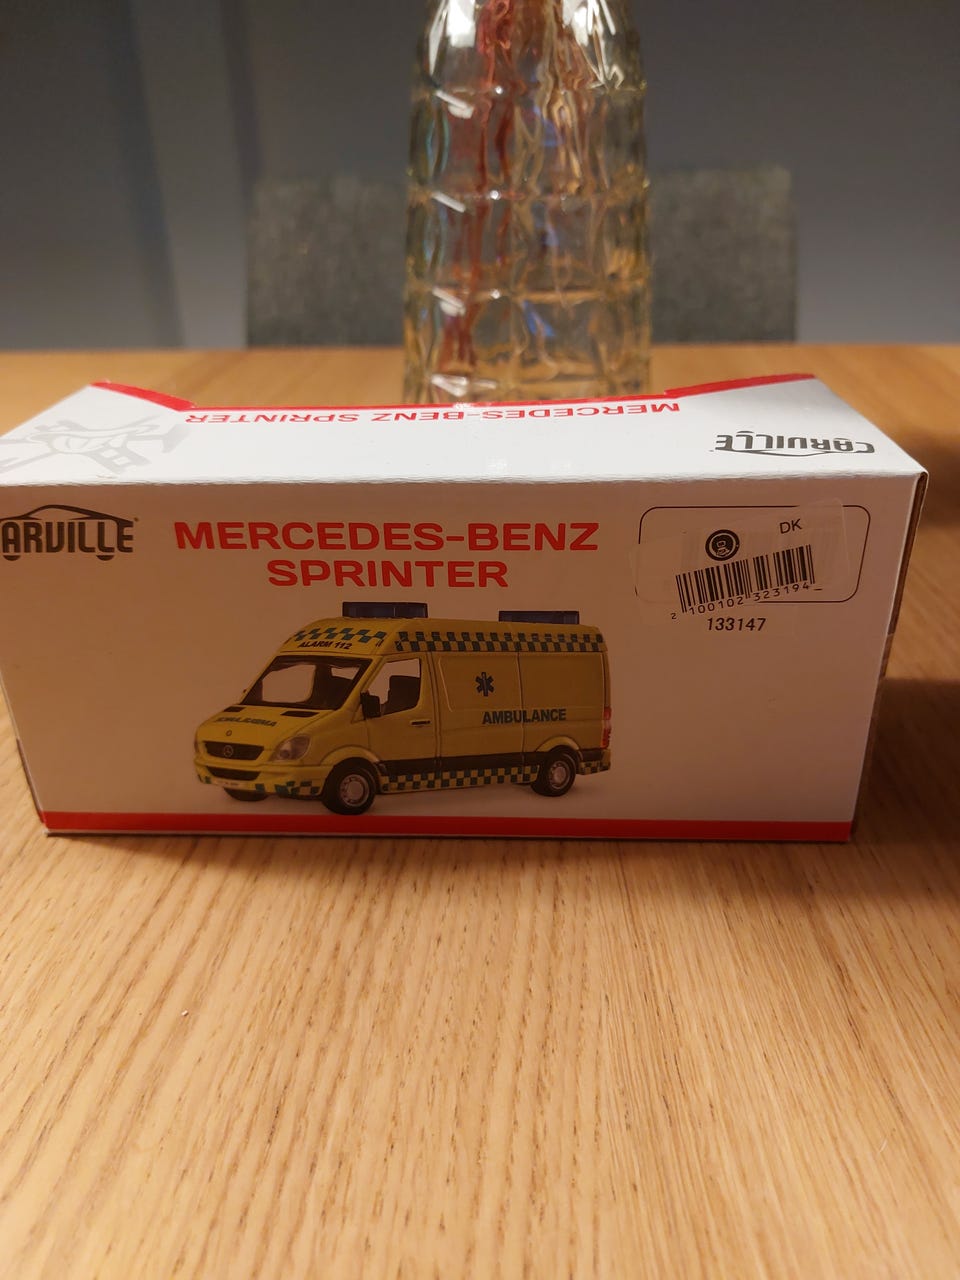 MERCEDES-BENZ SPRINTER
CARVILLE
ARVILLE
MERCEDES-BENZ
SPRINTER
DK
2 100102 323194
133147
ALARM 112
AMBULANCE